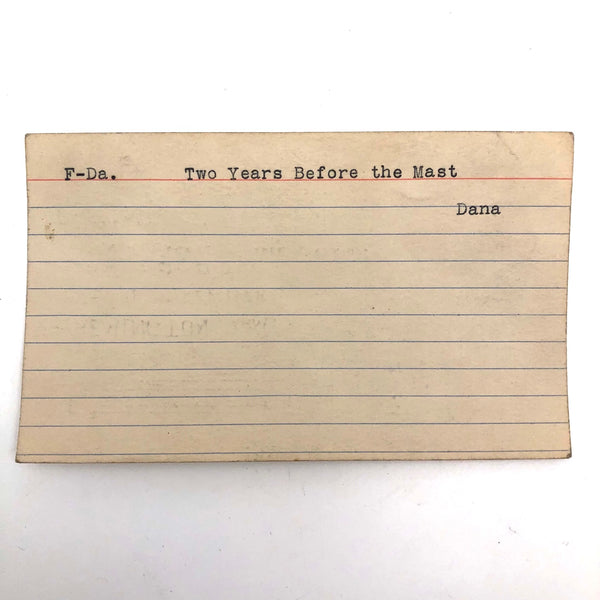 F-Da. Two Years Before the Mast
Dana